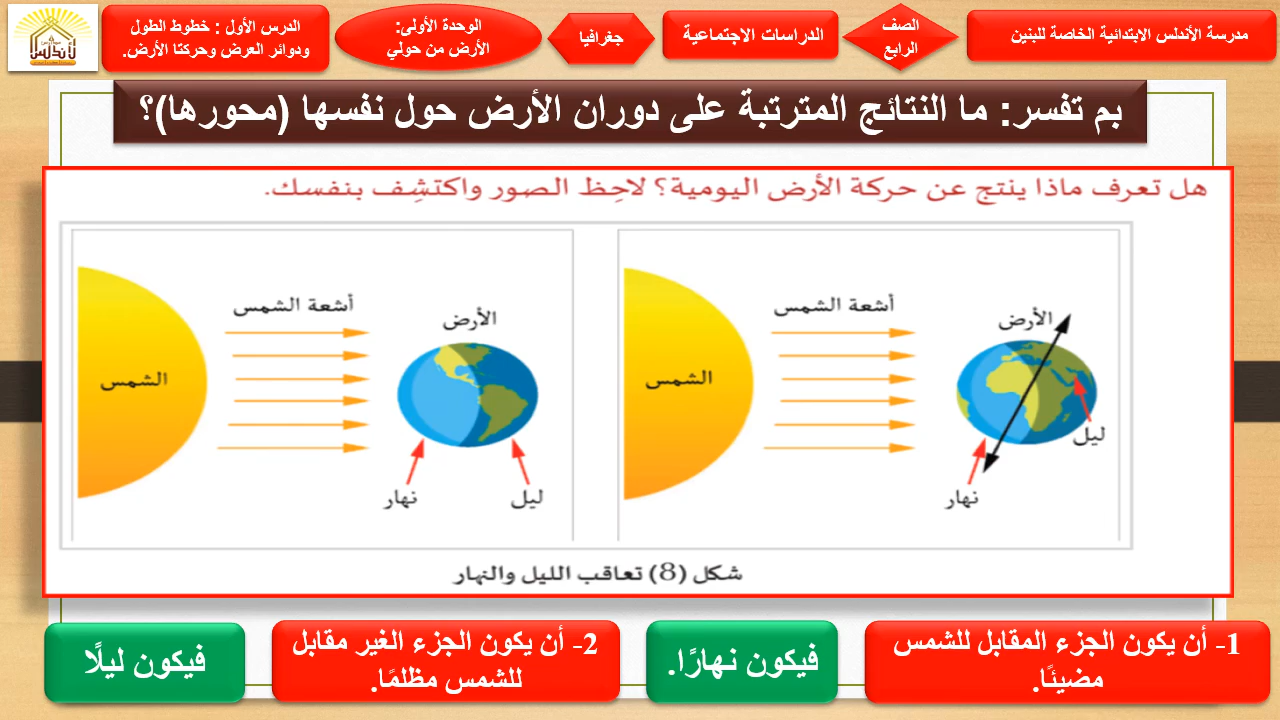 مدرسة الأندلس الابتدائية الخاصة للبنين
الصف
الرابع
الدراسات الاجتماعية
جغرافيا
الوحدة الأولى:
الأرض من حولي
الدرس الأول : خطوط الطول
ودوائر العرض وحركتا الأرض.
الأندلس
بم تفسر: ما النتائج المترتبة على دوران الأرض حول نفسها (محورها)؟
هل تعرف ماذا ينتج عن حركة الأرض اليومية؟ لاحِظ الصور واكتشِف بنفسك.
أشعة الشمس
الأرض
الشمس
ليل
نهار
أشعة الشمس
الأرض
الشمس
نهار
ليل
شكل (8) تعاقب الليل والنهار
1- أن يكون الجزء المقابل للشمس
مضيئًا.
فيكون نهارًا.
2- أن يكون الجزء الغير مقابل
للشمس مظلمًا.
فيكون ليلًا